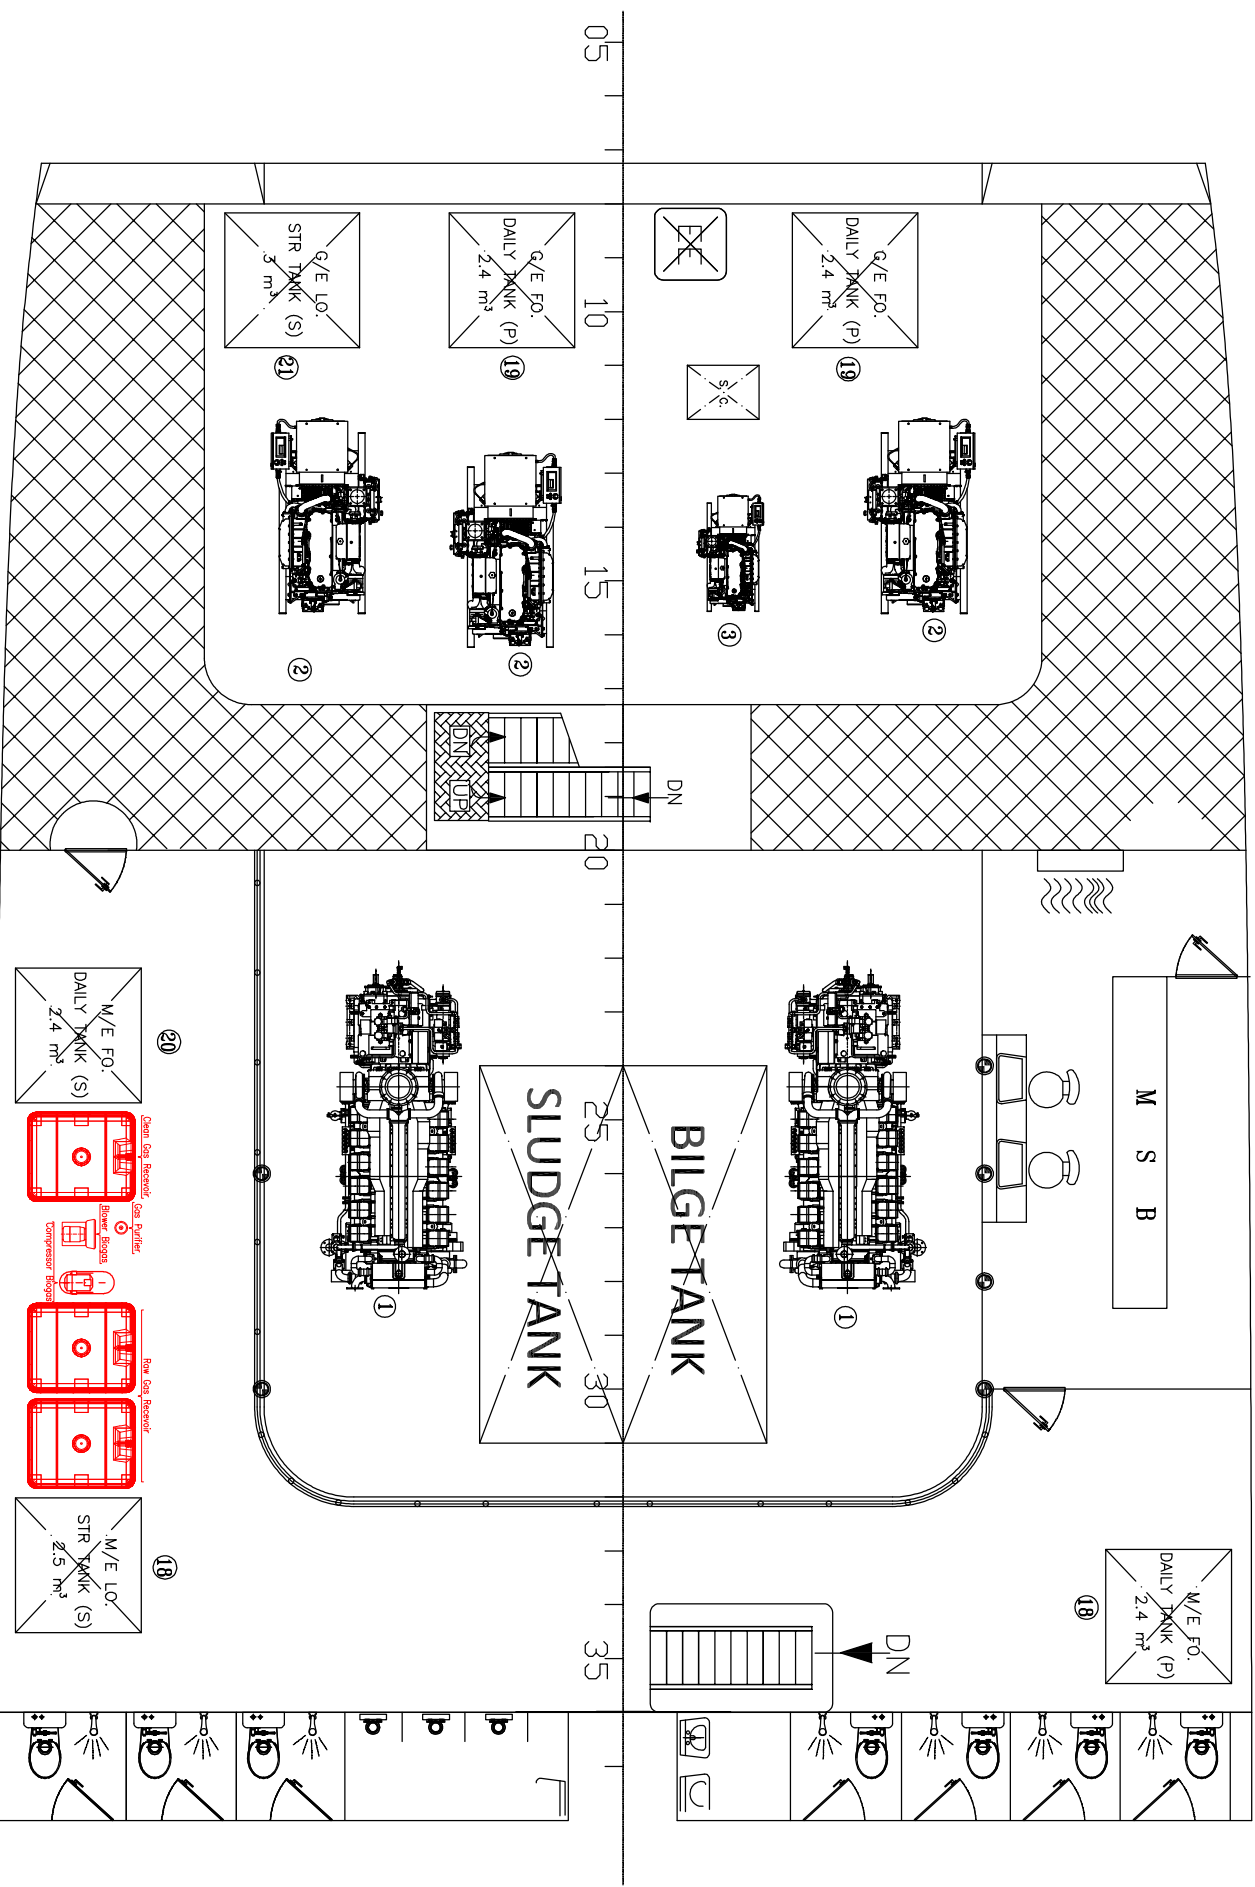 05
G/E LO.
STR TANK (S)
3 m³
G/E FO.
DAILY TANK (P)
2.4 m³
EE
G/E FO.
DAILY TANK (P)
2.4 m³
10
21
19
19
S.C.
15
3
2
2
2
DN
UP
DN
20
M/E FO.
DAILY TANK (S)
2.4 m³
20
M S B
SLUDGE TANK
25
BILGE TANK
Clean Gas Recevoir
Gas Purifier
Blower Biogas
Compressor Biogas
1
1
Raw Gas Recevoir
30
M/E LO.
STR TANK (S)
2.5 m³
18
M/E FO.
DAILY TANK (P)
2.4 m³
18
DN
35